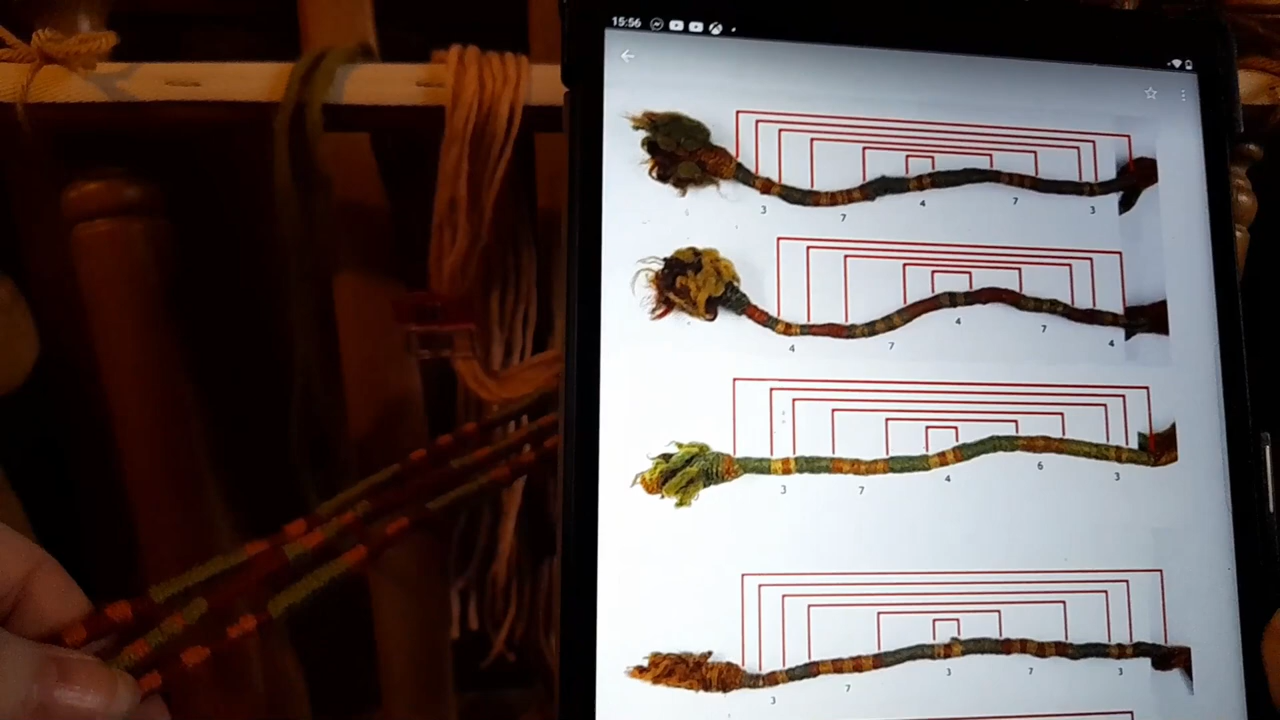 15:56
3 7 4 7 3
4 7 4 7 4
3 7 4 6 3
3 7 3 7 3